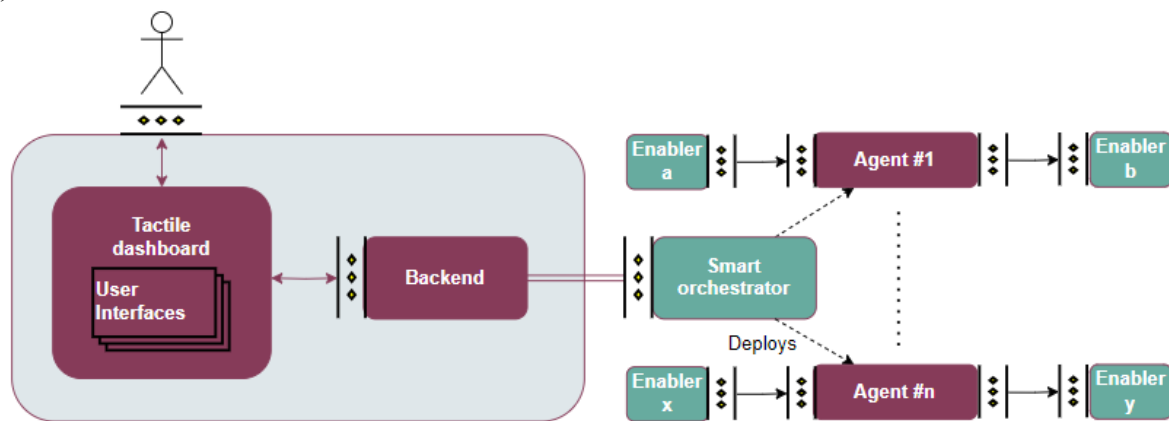 Enabler
a
Agent #1
Enabler
b
Tactile
dashboard
User
Interfaces
Backend
Smart
orchestrator
Deploys
Enabler
x
Agent #n
Enabler
y